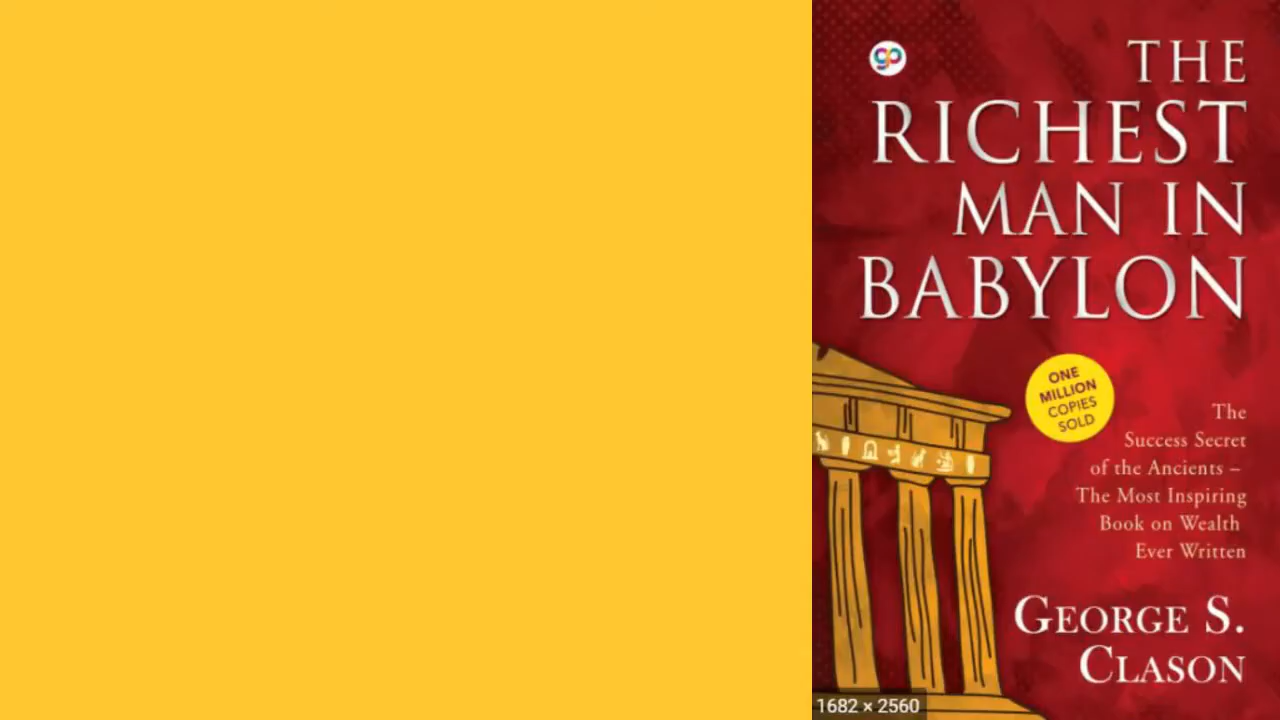 gp
THE
RICHEST
MAN IN
BABYLON
ONE
MILLION
COPIES
SOLD
The
Success Secret
of the Ancients –
The Most Inspiring
Book on Wealth
Ever Written
GEORGE S.
CLASON
1682 × 2560